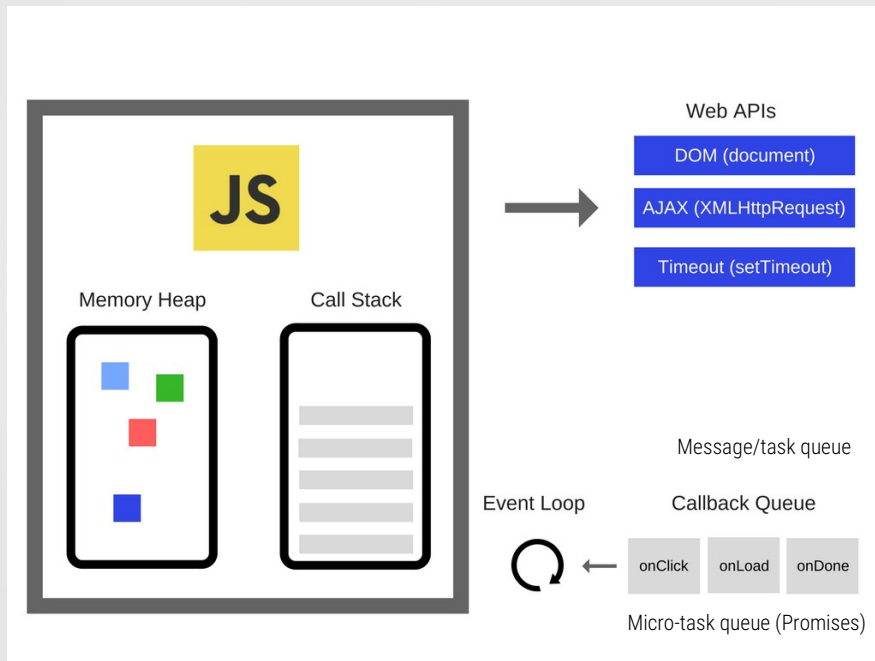 JS
Web APIs
DOM (document)
AJAX (XMLHttpRequest)
Timeout (setTimeout)
Memory Heap
Call Stack
Message/task queue
Event Loop
Callback Queue
onClick
onLoad
onDone
Micro-task queue (Promises)